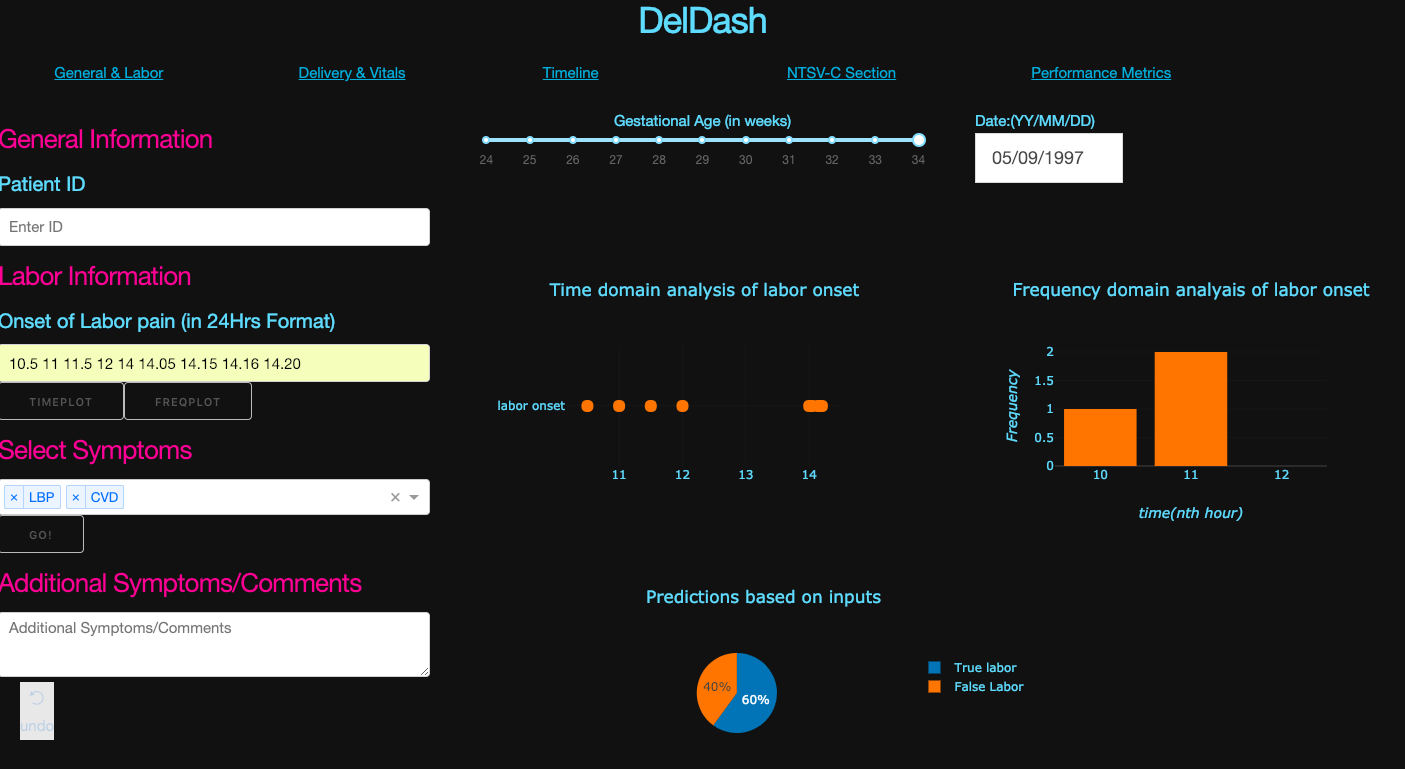 DelDash
General & Labor
Delivery & Vitals
Timeline
NTSV-C Section
Performance Metrics
General Information
Patient ID
Enter ID
Labor Information
Onset of Labor pain (in 24Hrs Format)
10.5 11 11.5 12 14 14.05 14.15 14.16 14.20
TIMEPLOT FREQPLOT
Select Symptoms
× LBP × CVD ×
GO!
Additional Symptoms/Comments
Additional Symptoms/Comments
undo
Gestational Age (in weeks)
24 25 26 27 28 29 30 31 32 33 34
Date:(YY/MM/DD)
05/09/1997
Time domain analysis of labor onset
labor onset
11 12 13 14
Frequency domain analyais of labor onset
Frequency
2
1.5
1
0.5
0
10 11 12
time(nth hour)
Predictions based on inputs
40%
60%
True labor
False Labor